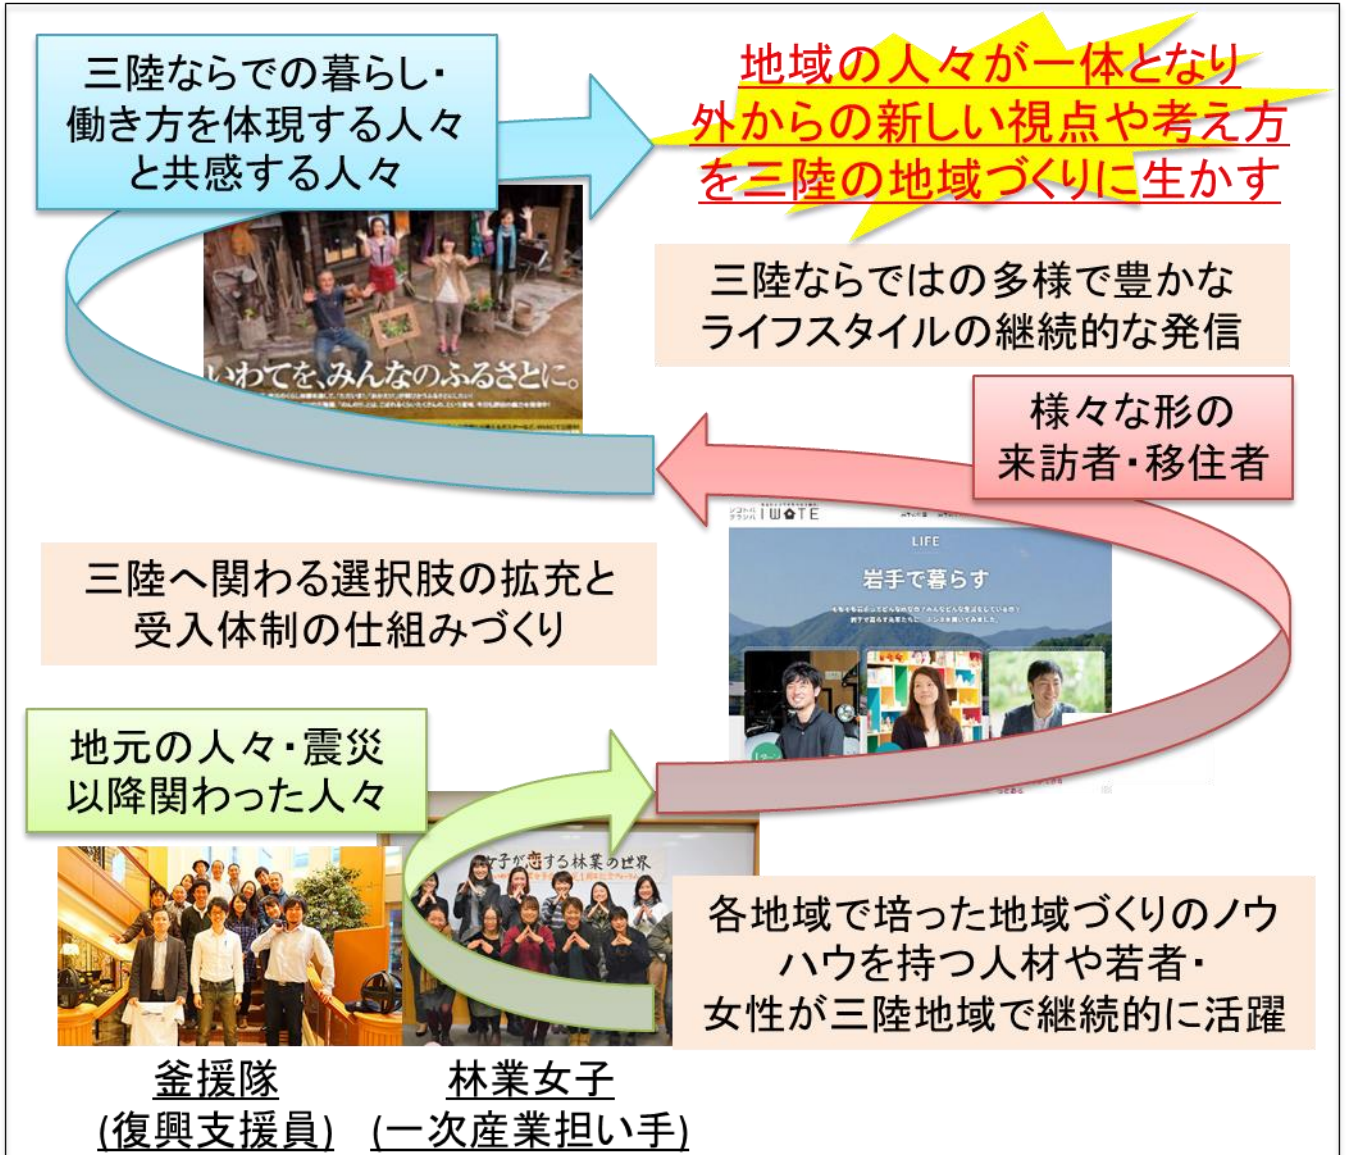 三陸ならでの暮らし・
働き方を体現する人々
と共感する人々
地域の人々が一体となり
外からの新しい視点や考え方
を三陸の地域づくりに生かす
いわてを、みんなのふるさとに。
三陸ならではの多様で豊かな
ライフスタイルの継続的な発信
様々な形の
来訪者・移住者
IWOTE
LIFE
岩手で暮らす
三陸へ関わる選択肢の拡充と
受入体制の仕組みづくり
地元の人々・震災
以降関わった人々
女子が恋する林業の世界
各地域で培った地域づくりのノウ
ハウを持つ人材や若者・
女性が三陸地域で継続的に活躍
釜援隊
(復興支援員)
林業女子
(一次産業担い手)